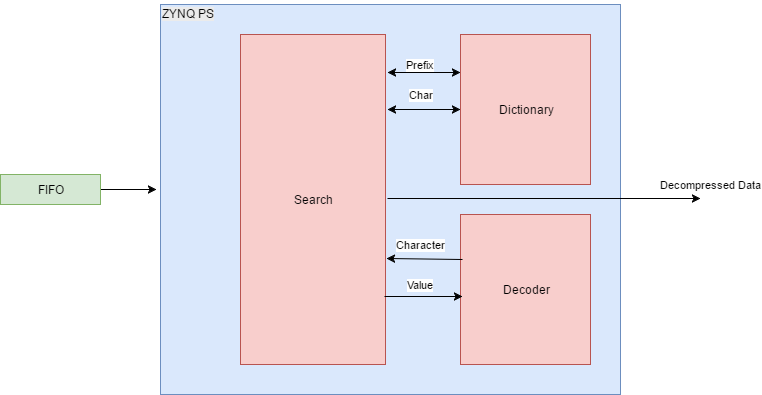 ZYNQ PS
Prefix
Char
Dictionary
FIFO
Search
Decompressed Data
Character
Value
Decoder